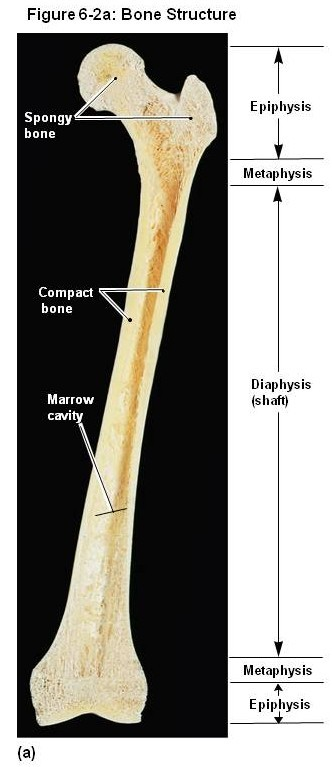 Figure 6-2a: Bone Structure
Spongy
bone
Epiphysis
Metaphysis
Compact
bone
Diaphysis
(shaft)
Marrow
cavity
Metaphysis
Epiphysis
(a)